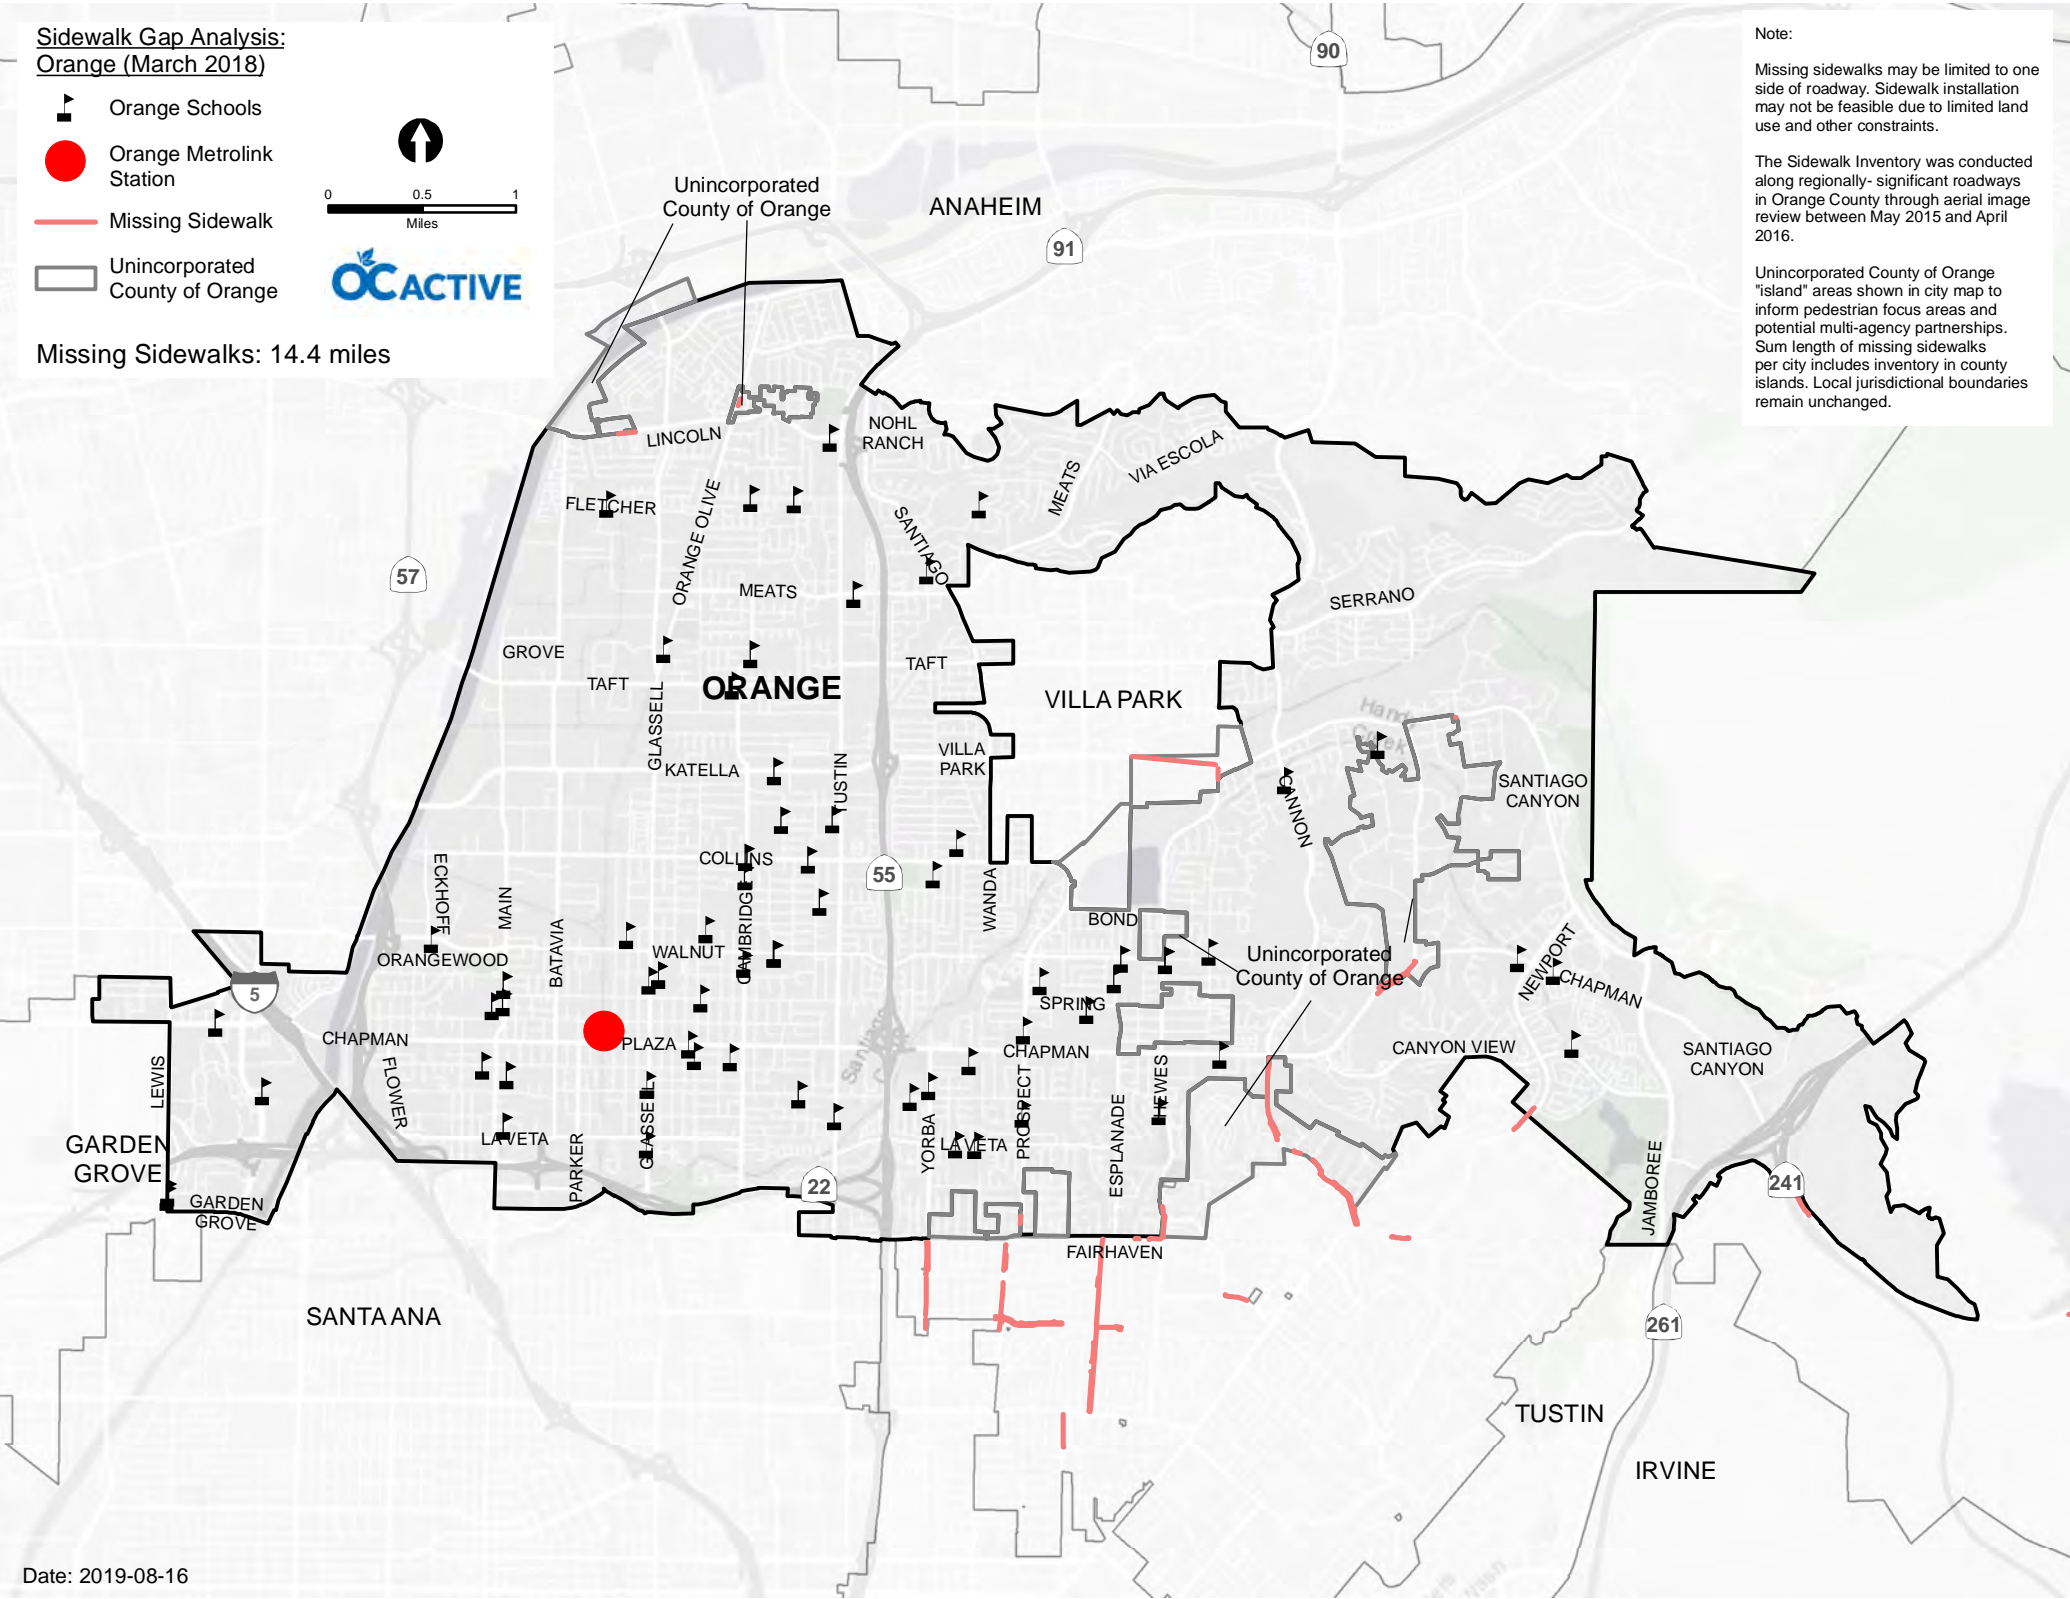 Sidewalk Gap Analysis:
Orange (March 2018)
Orange Schools
Orange Metrolink
Station
Missing Sidewalk
Unincorporated
County of Orange
0 0.5 1
Miles
OC ACTIVE
Missing Sidewalks: 14.4 miles
Note:
Missing sidewalks may be limited to one
side of roadway. Sidewalk installation
may not be feasible due to limited land
use and other constraints.
The Sidewalk Inventory was conducted
along regionally- significant roadways
in Orange County through aerial image
review between May 2015 and April
2016.
Unincorporated County of Orange
"island" areas shown in city map to
inform pedestrian focus areas and
potential multi-agency partnerships.
Sum length of missing sidewalks
per city includes inventory in county
islands. Local jurisdictional boundaries
remain unchanged.
90
Unincorporated
County of Orange
ANAHEIM
91
NOHL
RANCH
LINCOLN
VIA ESCOLA
MEATS
FLETCHER
ORANGE OLIVE
SANTIAGO
57
MEATS
SERRANO
GROVE
TAFT
TAFT
ORANGE
VILLA PARK
GLASSELL
Handy
Creek
KATELLA
TUSTIN
VILLA
PARK
SANTIAGO
CANYON
CANNON
COLLINS
55
ECKHOFF
MAIN
CAMBRIDGE
WANDA
BOND
BATAVIA
WALNUT
ORANGEWOOD
Unincorporated
County of Orange
NEWPORT
CHAPMAN
5
SPRING
CHAPMAN
PLAZA
CHAPMAN
CANYON VIEW
SANTIAGO
CANYON
Santiago
LEWIS
FLOWER
GLASSELL
HEWES
PROSPECT
ESPLANADE
YORBA
LA VETA
LA VETA
PARKER
GARDEN
GROVE
22
241
JAMBOREE
GARDEN
GROVE
FAIRHAVEN
SANTA ANA
261
TUSTIN
IRVINE
Wash
Date: 2019-08-16